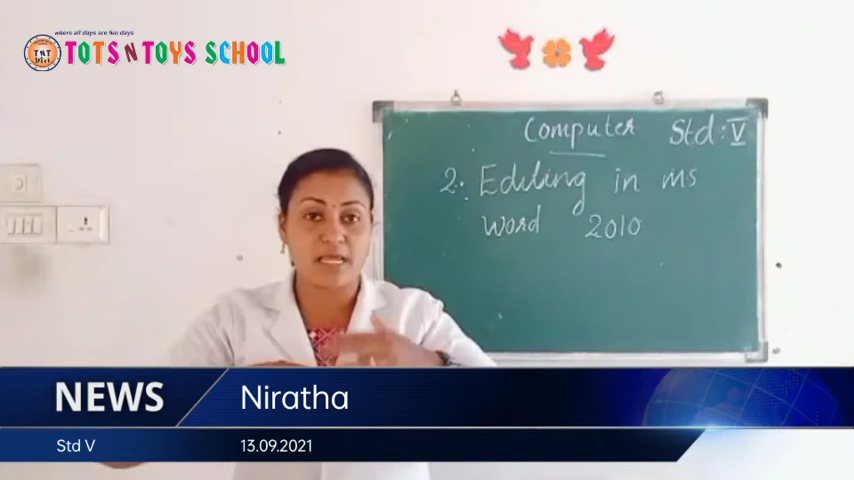 where all days are fun days
TOTS N TOYS SCHOOL
TNT
Computer Std: V
2. Editing in ms
word 2010
NEWS Niratha
Std V 13.09.2021